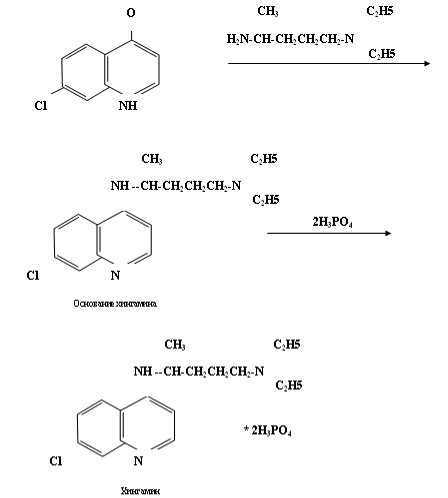 O CH₃ C₂H5
H₂N-CH-CH₂CH₂CH₂-N
C₂H5
Cl NH
CH₃ C₂H5
NH --CH-CH₂CH₂CH₂-N
C₂H5
2H₃PO₄
Cl N
Основание хингамина
CH₃ C₂H5
NH --CH-CH₂CH₂CH₂-N
C₂H5
* 2H₃PO₄
Cl N
Хингамин